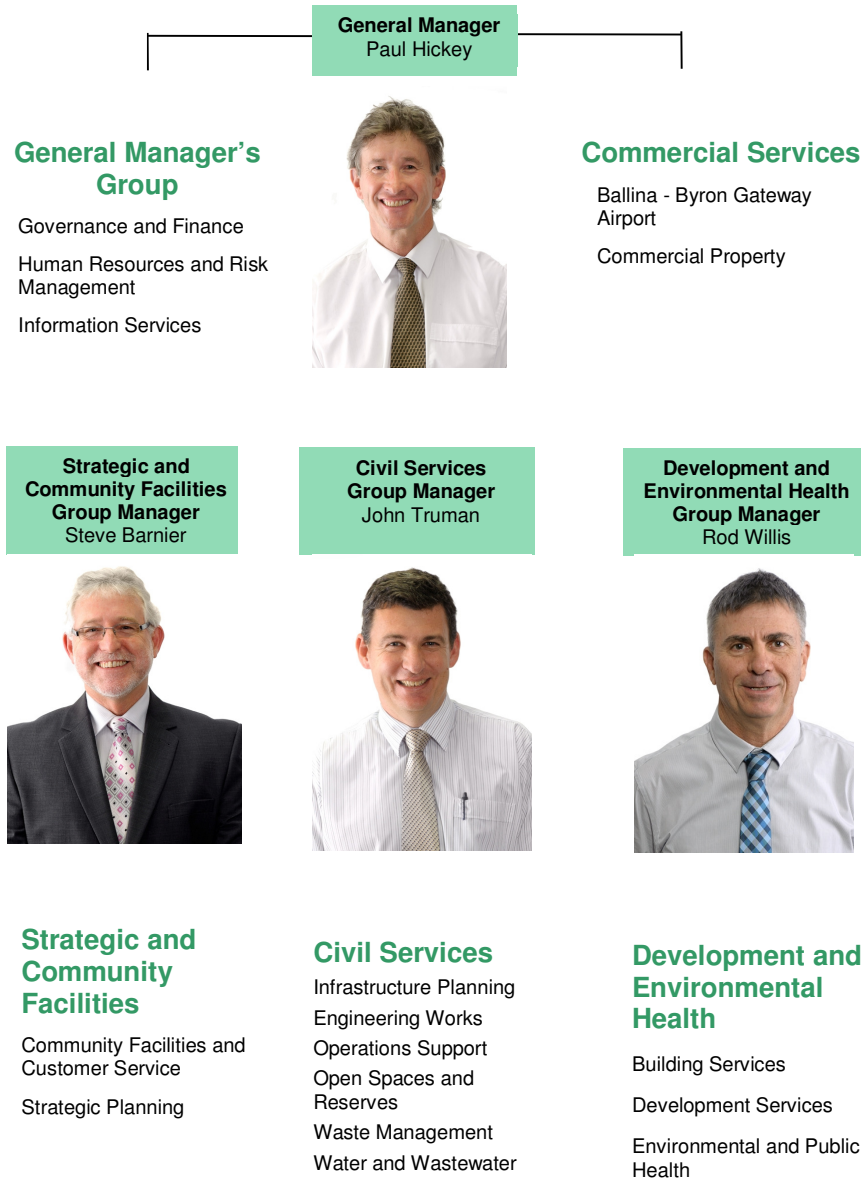 General Manager
Paul Hickey
General Manager's
Group
Governance and Finance
Human Resources and Risk
Management
Information Services
Commercial Services
Ballina - Byron Gateway
Airport
Commercial Property
Strategic and
Community Facilities
Group Manager
Steve Barnier
Civil Services
Group Manager
John Truman
Development and
Environmental Health
Group Manager
Rod Willis
Strategic and
Community
Facilities
Community Facilities and
Customer Service
Strategic Planning
Civil Services
Infrastructure Planning
Engineering Works
Operations Support
Open Spaces and
Reserves
Waste Management
Water and Wastewater
Development and
Environmental
Health
Building Services
Development Services
Environmental and Public
Health